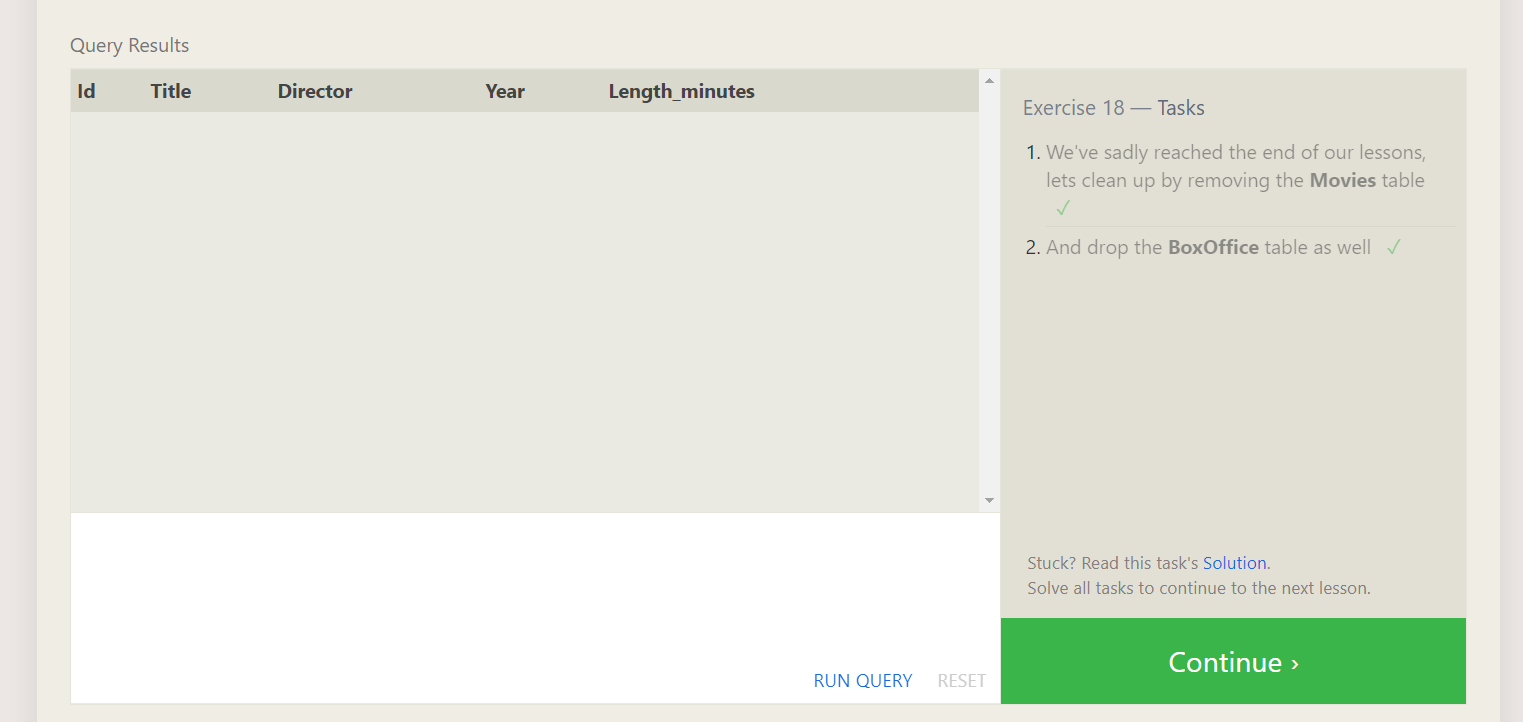 Query Results
Id Title Director Year Length_minutes
Exercise 18 — Tasks
1. We've sadly reached the end of our lessons,
lets clean up by removing the Movies table
✓
2. And drop the BoxOffice table as well ✓
Stuck? Read this task's Solution.
Solve all tasks to continue to the next lesson.
RUN QUERY RESET
Continue ›